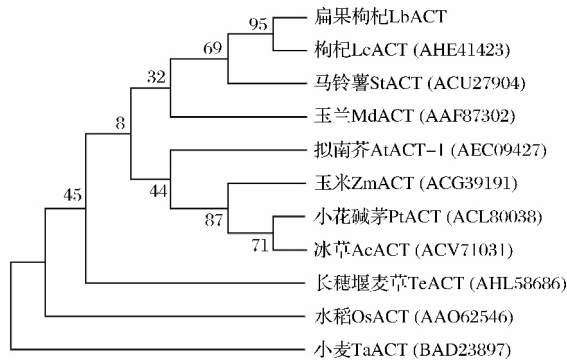 扁果枸杞LbACT
枸杞LcACT (AHE41423)
马铃薯StACT (ACU27904)
玉兰MdACT (AAF87302)
拟南芥AtACT-1 (AEC09427)
玉米ZmACT (ACG39191)
小花碱茅PtACT (ACL80038)
冰草AcACT (ACV71031)
长穗堰麦草TeACT (AHL58686)
水稻OsACT (AAO62546)
小麦TaACT (BAD23897)
95
69
32
8
44
87
71
45